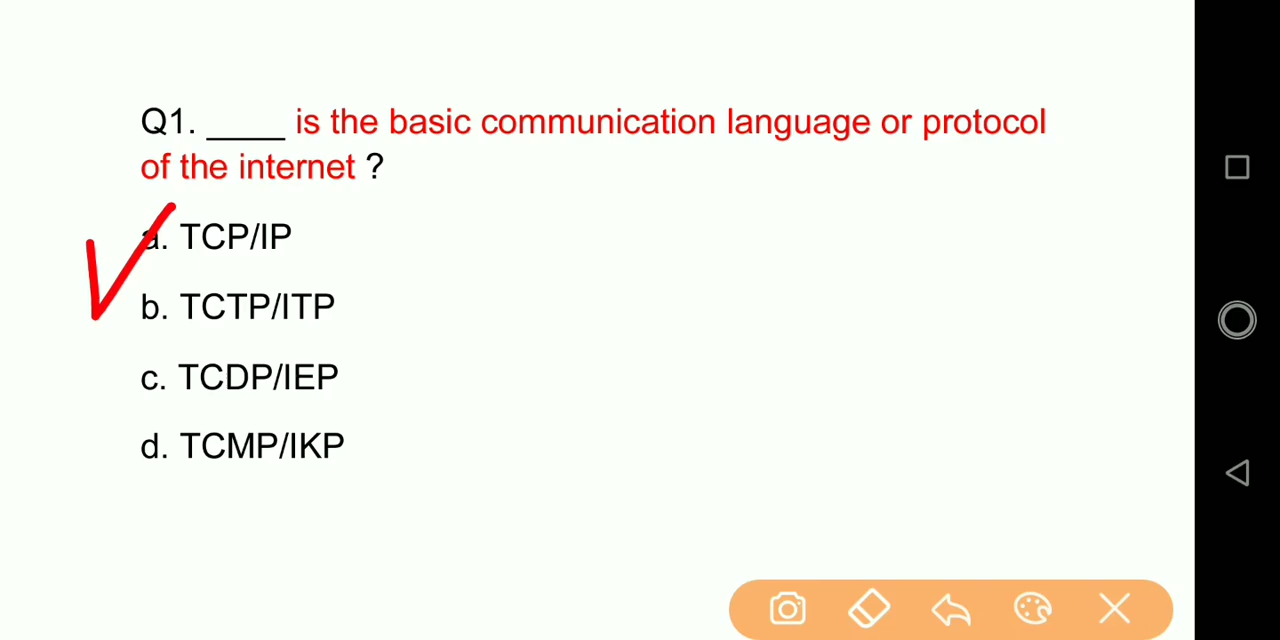 Q1. ____ is the basic communication language or protocol
of the internet ?
a. TCP/IP
b. TCTP/ITP
c. TCDP/IEP
d. TCMP/IKP